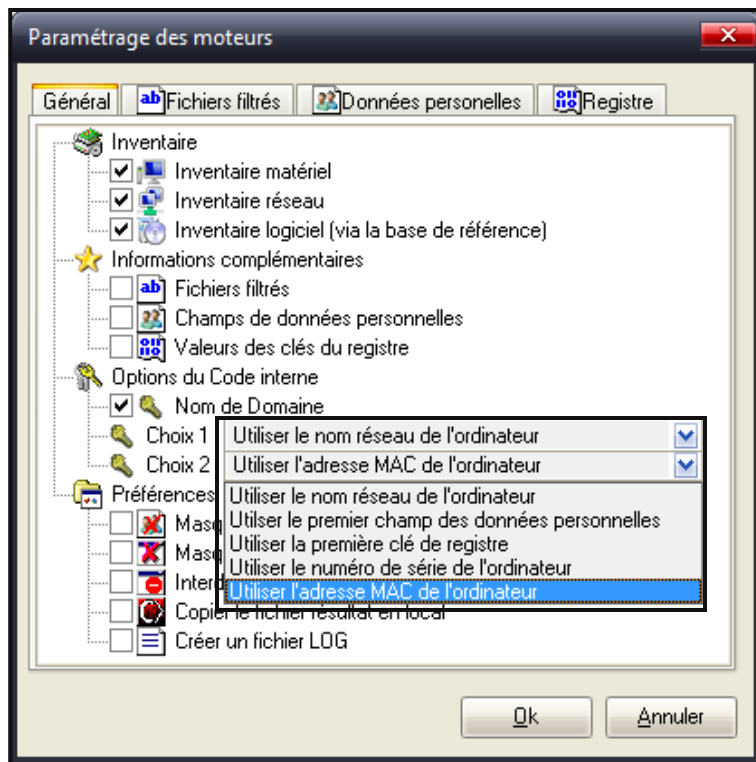 Paramétrage des moteurs
Général
Fichiers filtrés
Données personelles
Registre
Inventaire
Inventaire matériel
Inventaire réseau
Inventaire logiciel (via la base de référence)
Informations complémentaires
Fichiers filtrés
Champs de données personnelles
Valeurs des clés du registre
Options du Code interne
Nom de Domaine
Choix 1 Utiliser le nom réseau de l'ordinateur
Choix 2 Utiliser l'adresse MAC de l'ordinateur
Préférences
Utiliser le nom réseau de l'ordinateur
Utilser le premier champ des données personnelles
Utiliser la première clé de registre
Utiliser le numéro de série de l'ordinateur
Utiliser l'adresse MAC de l'ordinateur
Copier le fichier résultat en local
Créer un fichier LOG
Ok
Annuler